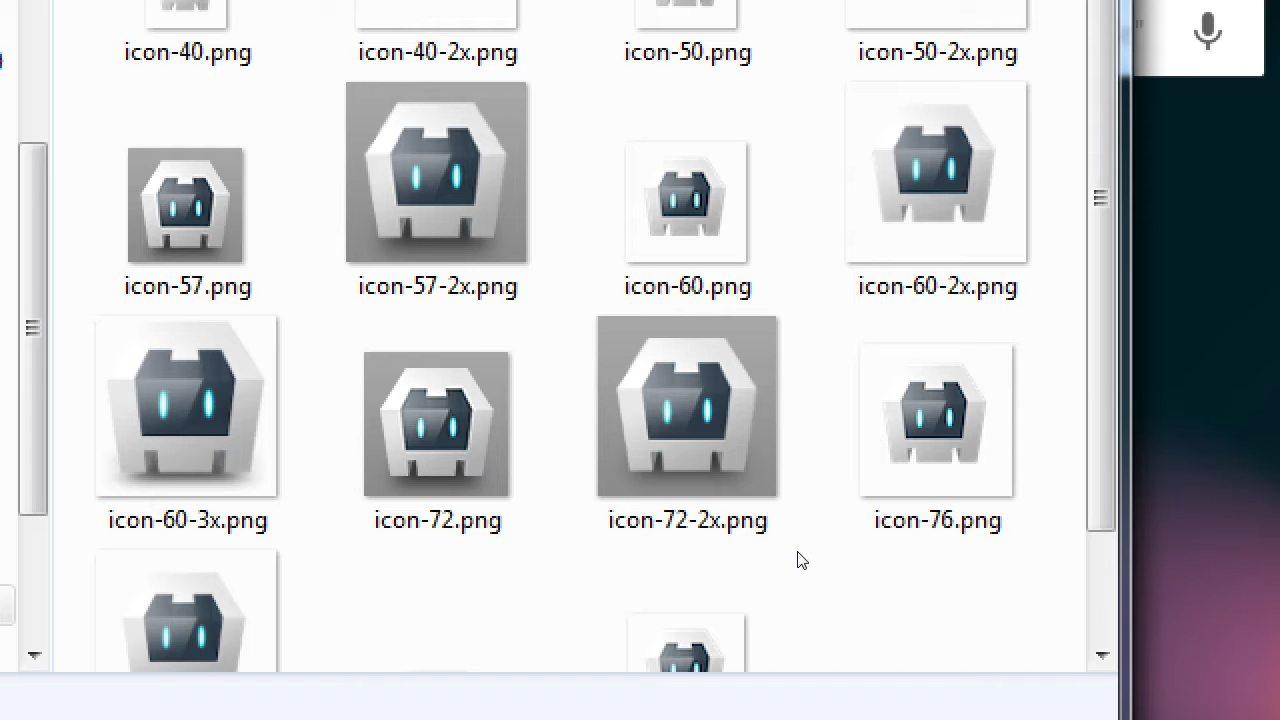 icon-40.png
icon-40-2x.png
icon-50.png
icon-50-2x.png
icon-57.png
icon-57-2x.png
icon-60.png
icon-60-2x.png
icon-60-3x.png
icon-72.png
icon-72-2x.png
icon-76.png